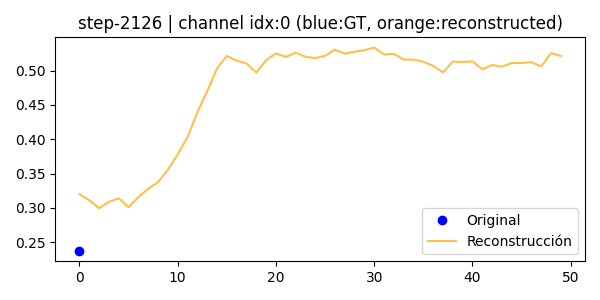 step-2126 | channel idx:0 (blue:GT, orange:reconstructed)
0.50
0.45
0.40
0.35
0.30
0.25
0 10 20 30 40 50
Original
Reconstrucción